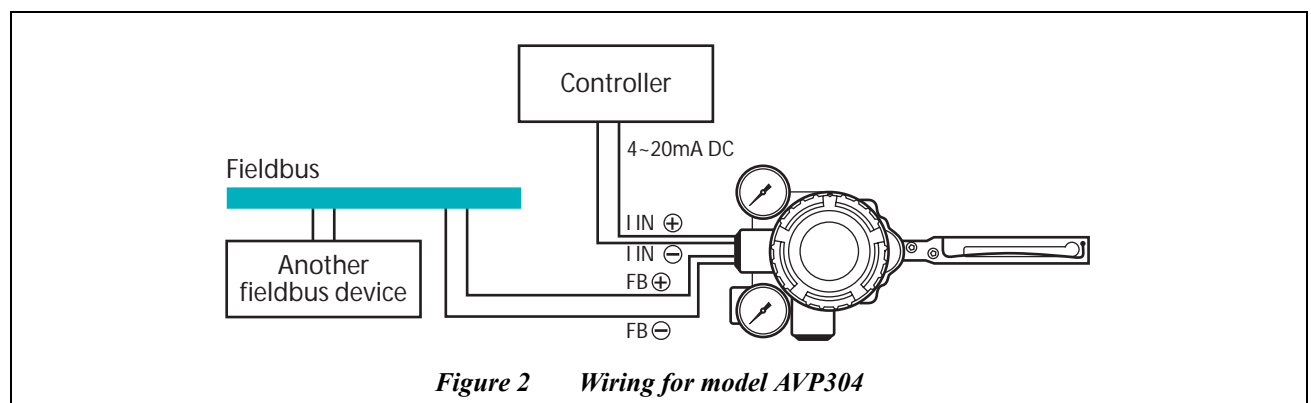 Controller
4~20mA DC
Fieldbus
I IN ⊕
I IN ⊖
FB ⊕
FB ⊖
Another
fieldbus device
Figure 2 Wiring for model AVP304